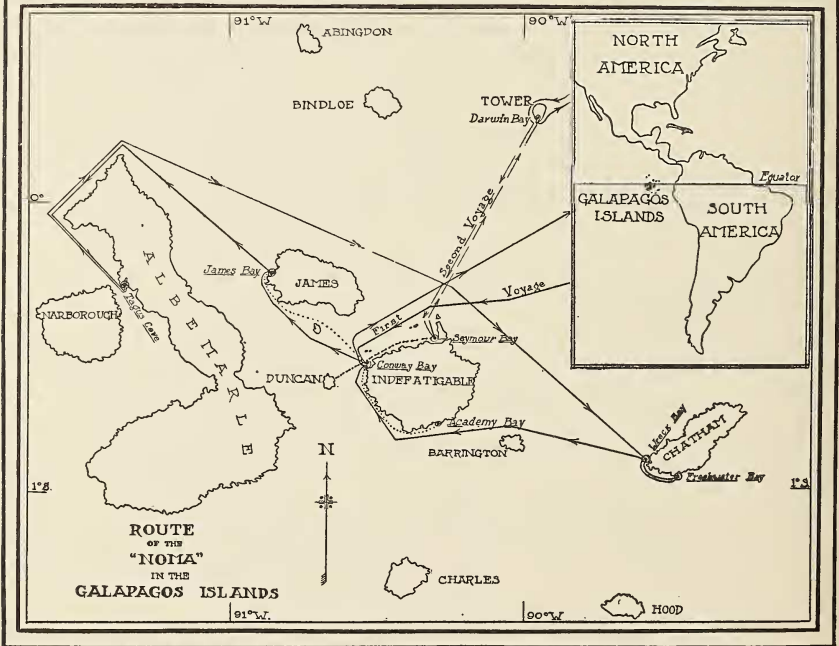 91°W
90°W
ABINGDON
BINDLOE
TOWER
Darwin Bay
NORTH
AMERICA
Equator
GALAPAGOS
ISLANDS
SOUTH
AMERICA
0°
Second Voyage
James Bay
JAMES
ALBEMARLE
NARBOROUGH
Tagus Cove
First
Voyage
Seymour Bay
Conway Bay
DUNCAN
INDEFATIGABLE
Academy Bay
BARRINGTON
Wreck Bay
CHATHAM
Freshwater Bay
N
1°S.
1°S.
ROUTE
OF THE
"NOMA"
IN THE
GALAPAGOS ISLANDS
CHARLES
HOOD
91°W.
90°W